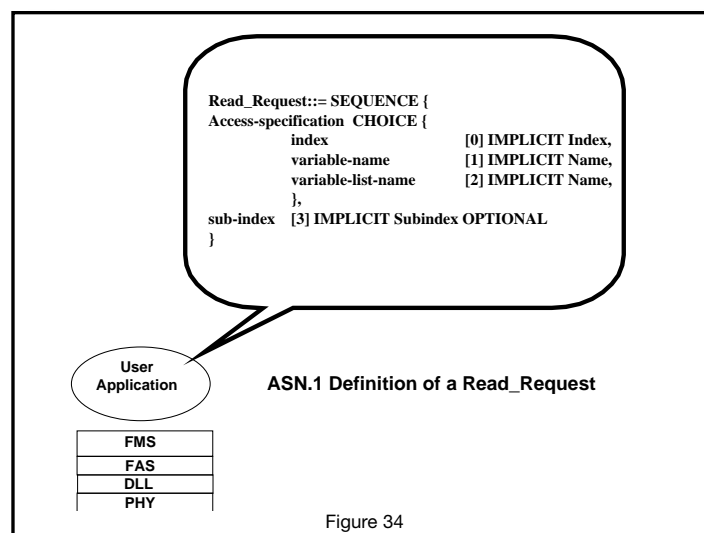 Read_Request::= SEQUENCE {
Access-specification CHOICE {
index [0] IMPLICIT Index,
variable-name [1] IMPLICIT Name,
variable-list-name [2] IMPLICIT Name,
},
sub-index [3] IMPLICIT Subindex OPTIONAL
}
User
Application
ASN.1 Definition of a Read_Request
FMS
FAS
DLL
PHY
Figure 34